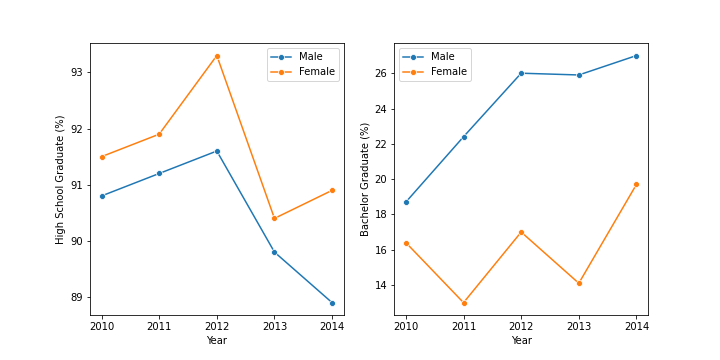 Male
Female
High School Graduate (%)
93
92
91
90
89
2010 2011 2012 2013 2014
Year
Male
Female
Bachelor Graduate (%)
26
24
22
20
18
16
14
2010 2011 2012 2013 2014
Year